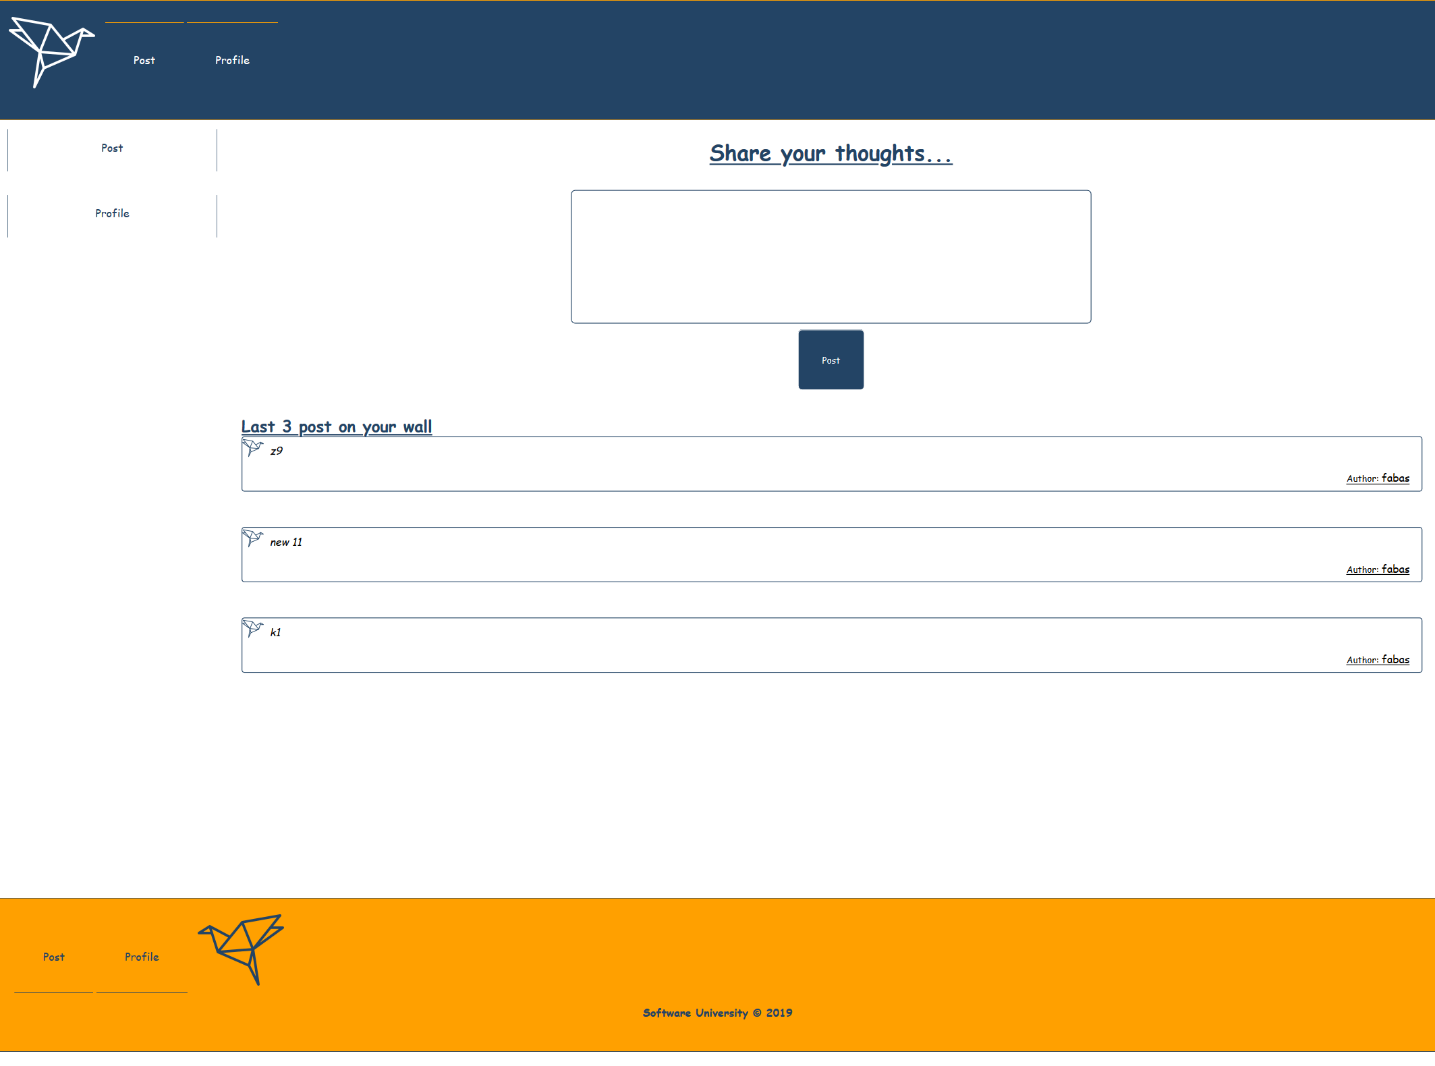 Post Profile
Post
Profile
Share your thoughts...
Post
Last 3 post on your wall
z9
Author: fabas
new 11
Author: fabas
k1
Author: fabas
Post Profile
Software University © 2019